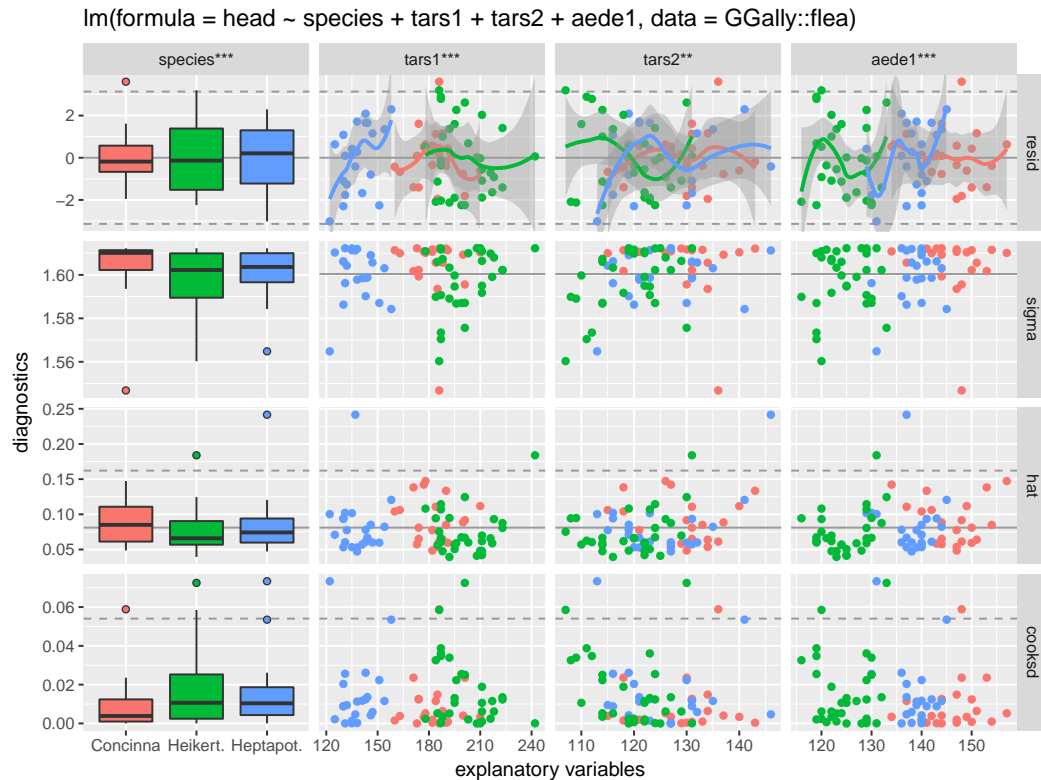 lm(formula = head ~ species + tars1 + tars2 + aede1, data = GGally::flea)
species*** tars1*** tars2** aede1***
2
0
−2
resid
1.60
1.58
1.56
sigma
0.25
0.20
0.15
0.10
0.05
hat
0.06
0.04
0.02
0.00
cooksd
diagnostics
Concinna Heikert. Heptapot. 120 150 180 210 240 110 120 130 140 120 130 140 150
explanatory variables